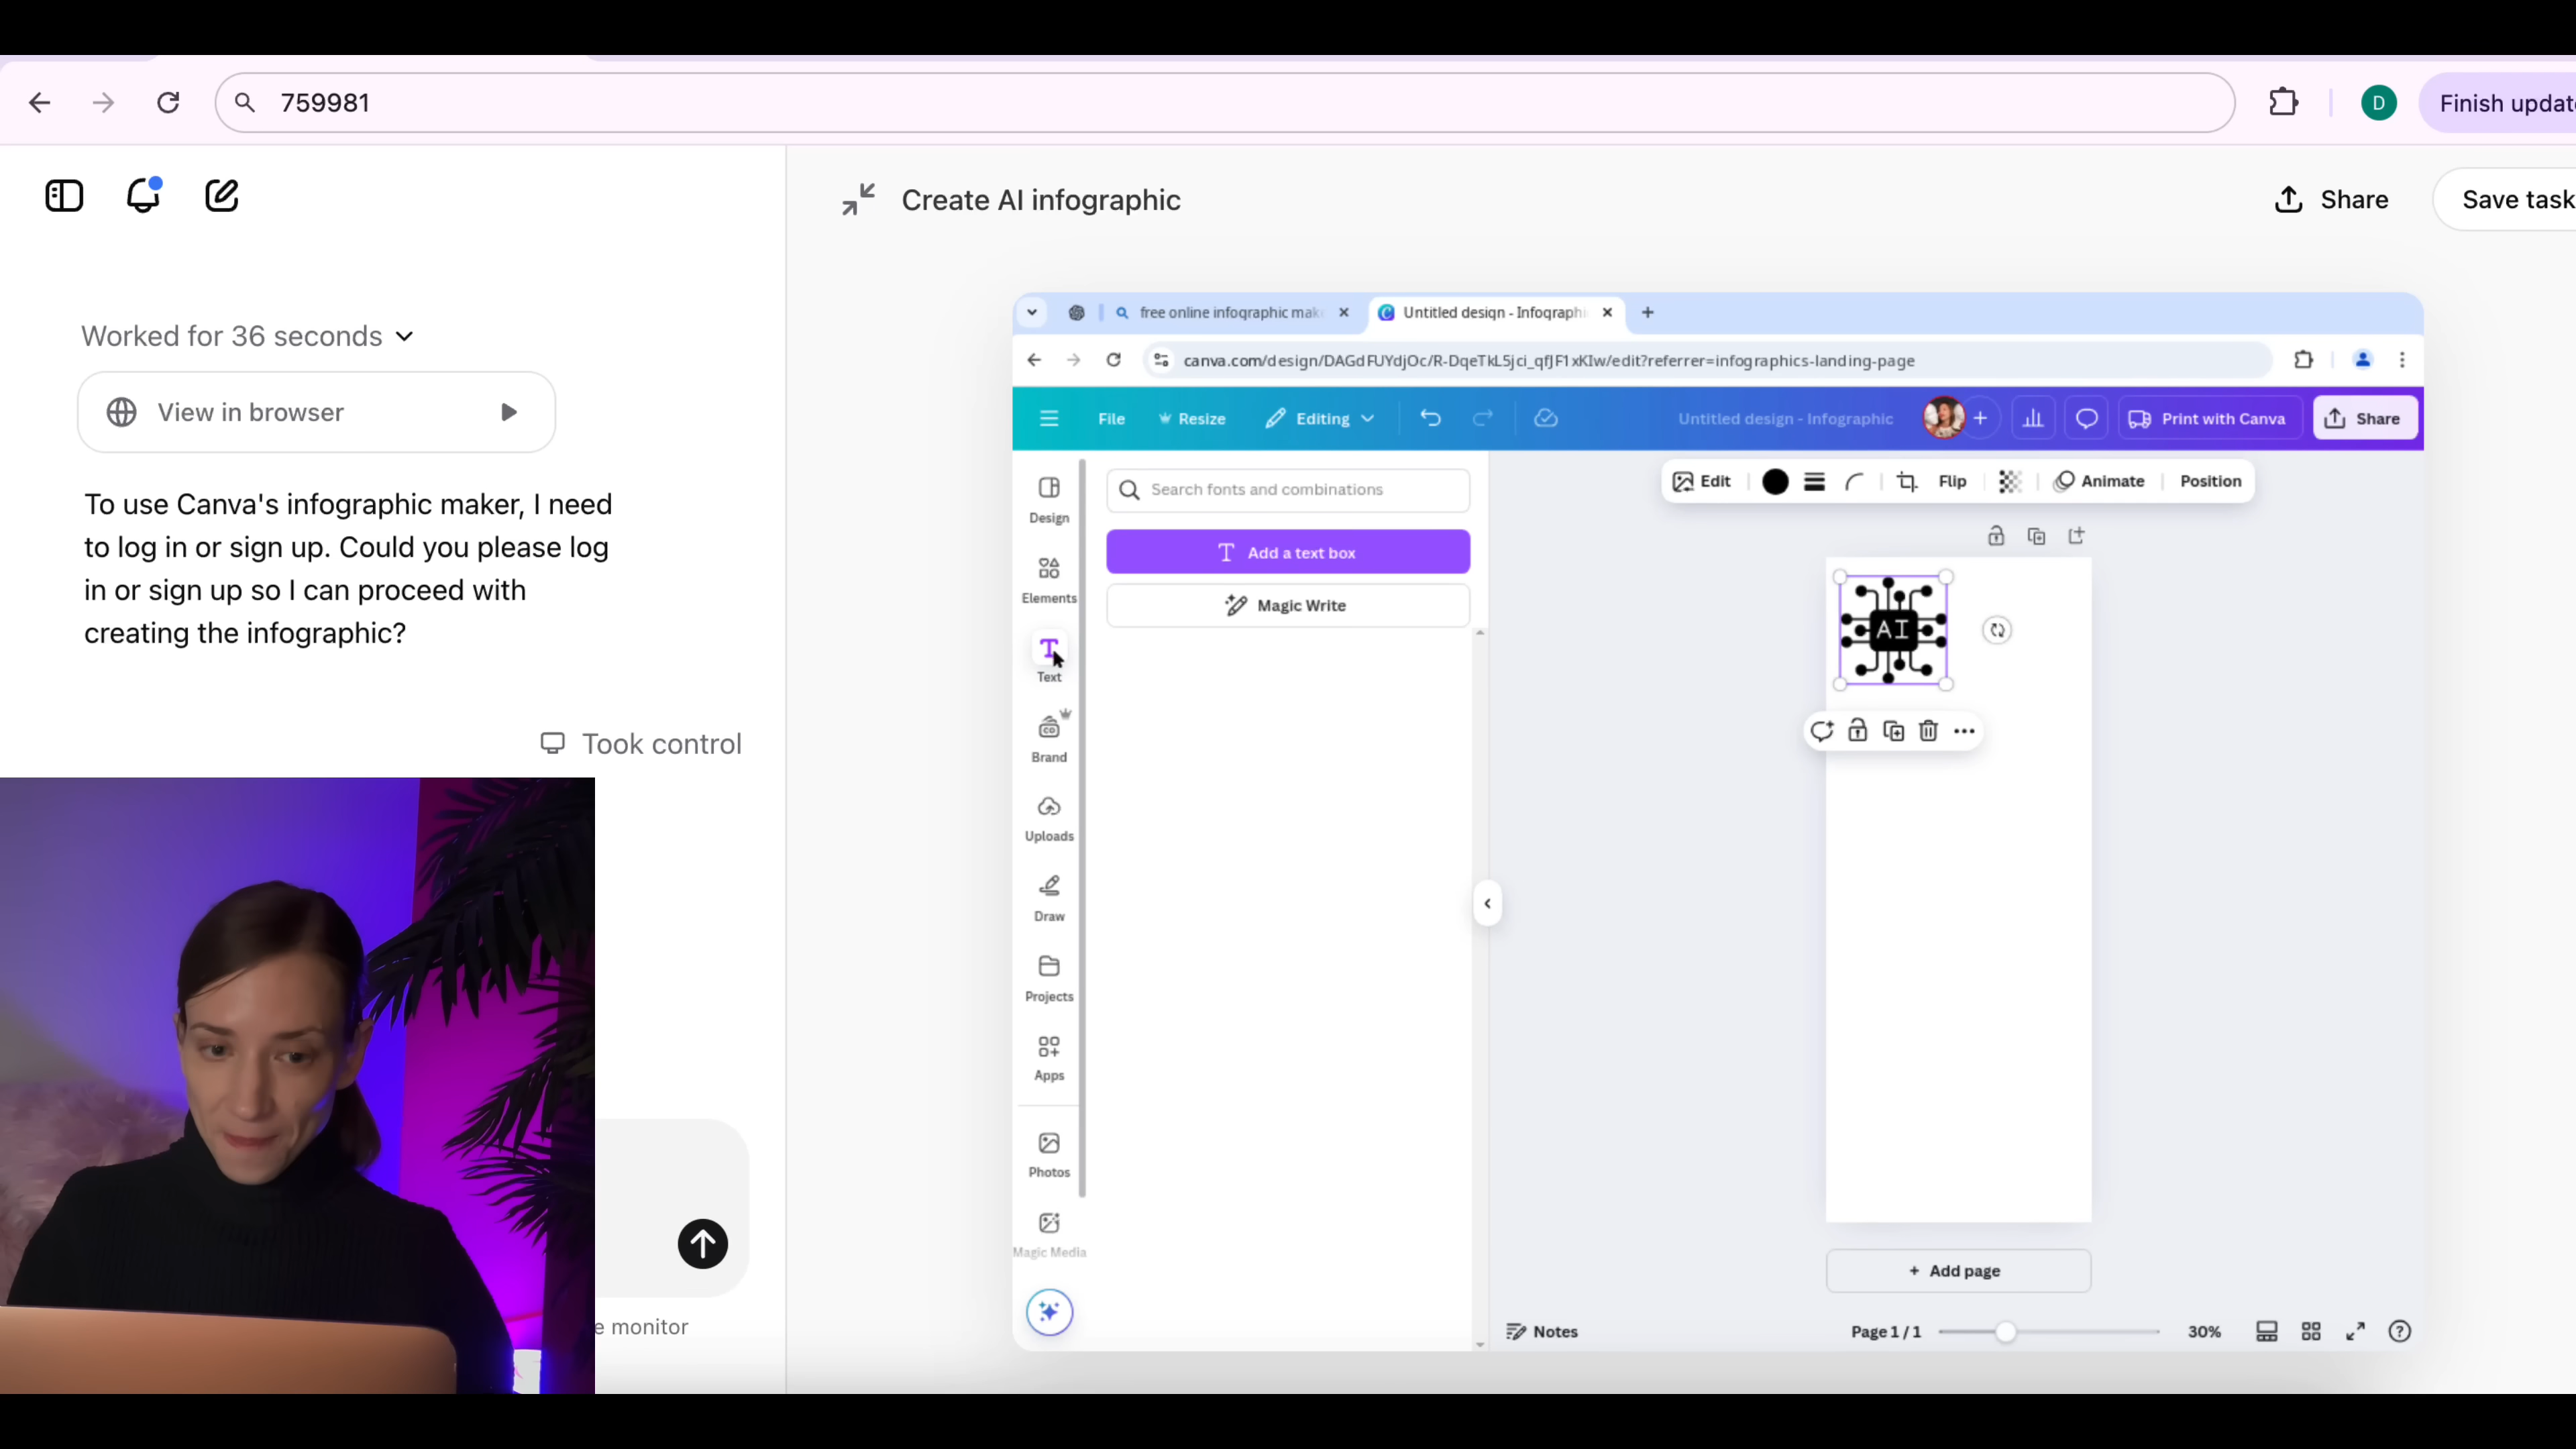 759981
Finish updat
Create AI infographic
Share
Save task
Worked for 36 seconds
View in browser
To use Canva's infographic maker, I need
to log in or sign up. Could you please log
in or sign up so I can proceed with
creating the infographic?
Took control
e monitor
free online infographic mak
Untitled design - Infographi
canva.com/design/DAGdFUYdjOc/R-DqeTkL5jci_qfJF1xKIw/edit?referrer=infographics-landing-page
File
Resize
Editing
Untitled design - Infographic
Print with Canva
Share
Design
Elements
Text
Brand
Uploads
Draw
Projects
Apps
Photos
Magic Media
Search fonts and combinations
Add a text box
Magic Write
Edit
Flip
Animate
Position
AI
+ Add page
Notes
Page 1 / 1
30%
D
CO